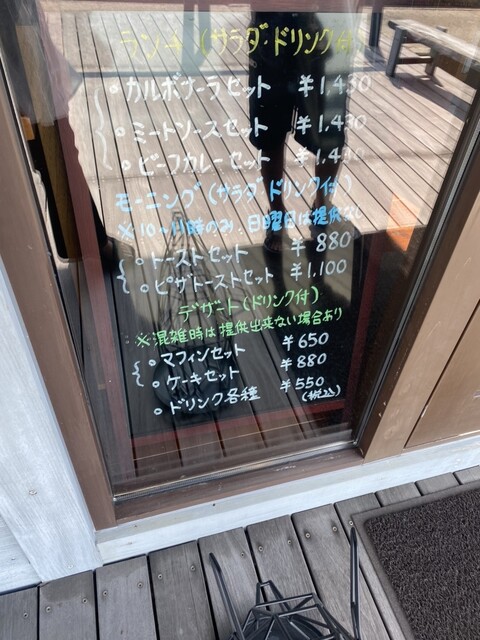 ランチ(サラダ・ドリンク付)
○カルボナーラセット ¥1,430
○ミートソースセット ¥1,430
○ビーフカレーセット ¥1,430
モーニング(サラダ・ドリンク付)
※10〜11時のみ、日曜日は提供なし
○トーストセット ¥880
○ピザトーストセット ¥1,100
デザート(ドリンク付)
※混雑時は提供出来ない場合あり
○マフィンセット ¥650
○ケーキセット ¥880
○ドリンク各種 ¥550
(税込)